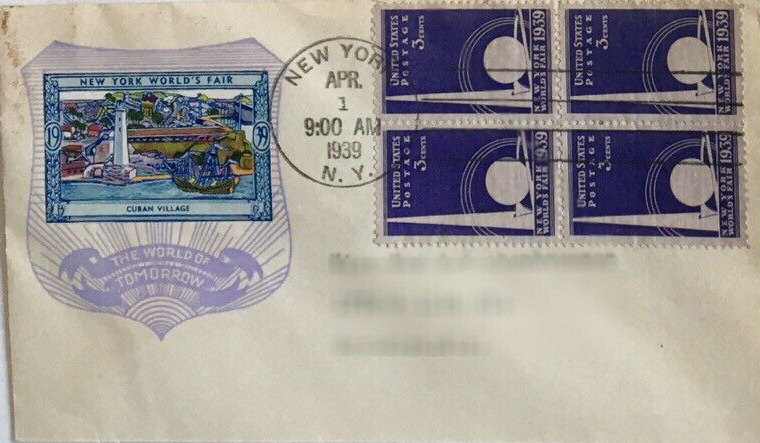 NEW YORK WORLD'S FAIR
19 39
CUBAN VILLAGE
THE WORLD OF
TOMORROW
NEW YORK
APR.
1
9:00 AM
1939
N. Y.
UNITED STATES
POSTAGE
3 CENTS
NEW YORK
WORLD'S FAIR 1939
UNITED STATES
POSTAGE
3 CENTS
NEW YORK
WORLD'S FAIR 1939
UNITED STATES
POSTAGE
3 CENTS
NEW YORK
WORLD'S FAIR 1939
UNITED STATES
POSTAGE
3 CENTS
NEW YORK
WORLD'S FAIR 1939